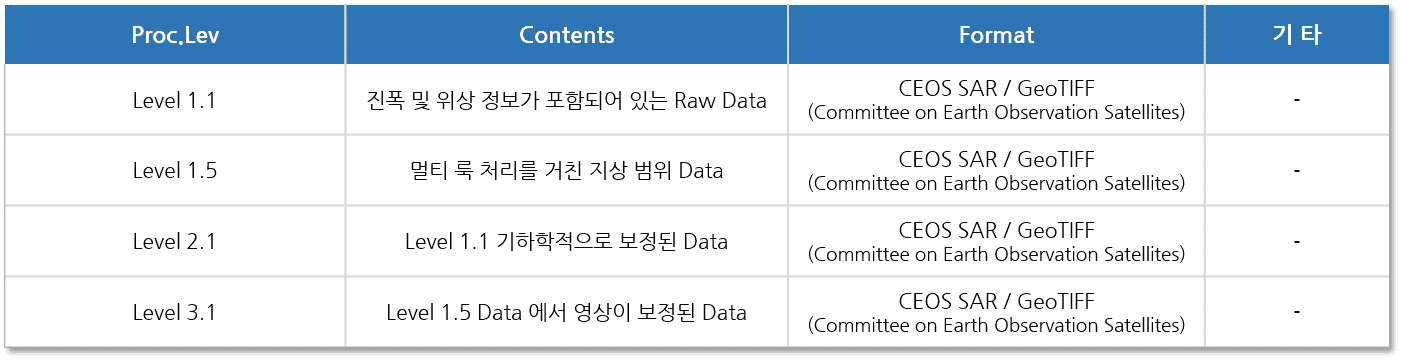 Proc.Lev Contents Format 기 타
Level 1.1 진폭 및 위상 정보가 포함되어 있는 Raw Data CEOS SAR / GeoTIFF -
(Committee on Earth Observation Satellites)
Level 1.5 멀티 룩 처리를 거친 지상 범위 Data CEOS SAR / GeoTIFF -
(Committee on Earth Observation Satellites)
Level 2.1 Level 1.1 기하학적으로 보정된 Data CEOS SAR / GeoTIFF -
(Committee on Earth Observation Satellites)
Level 3.1 Level 1.5 Data 에서 영상이 보정된 Data CEOS SAR / GeoTIFF -
(Committee on Earth Observation Satellites)